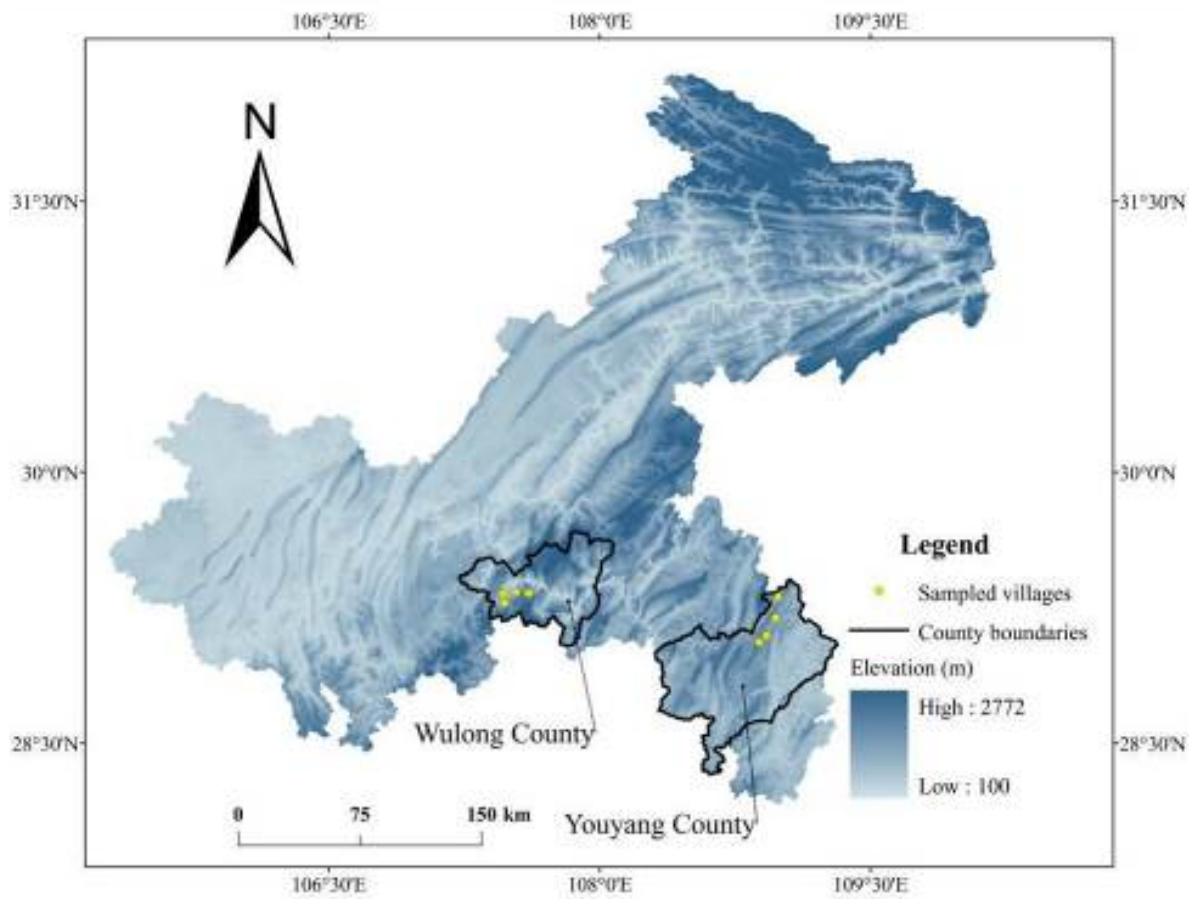 106°30'E 108°0'E 109°30'E
N
31°30'N 31°30'N
30°0'N 30°0'N
Legend
Sampled villages
County boundaries
Elevation (m)
High : 2772
Low : 100
Wulong County
28°30'N 28°30'N
0 75 150 km
Youyang County
106°30'E 108°0'E 109°30'E